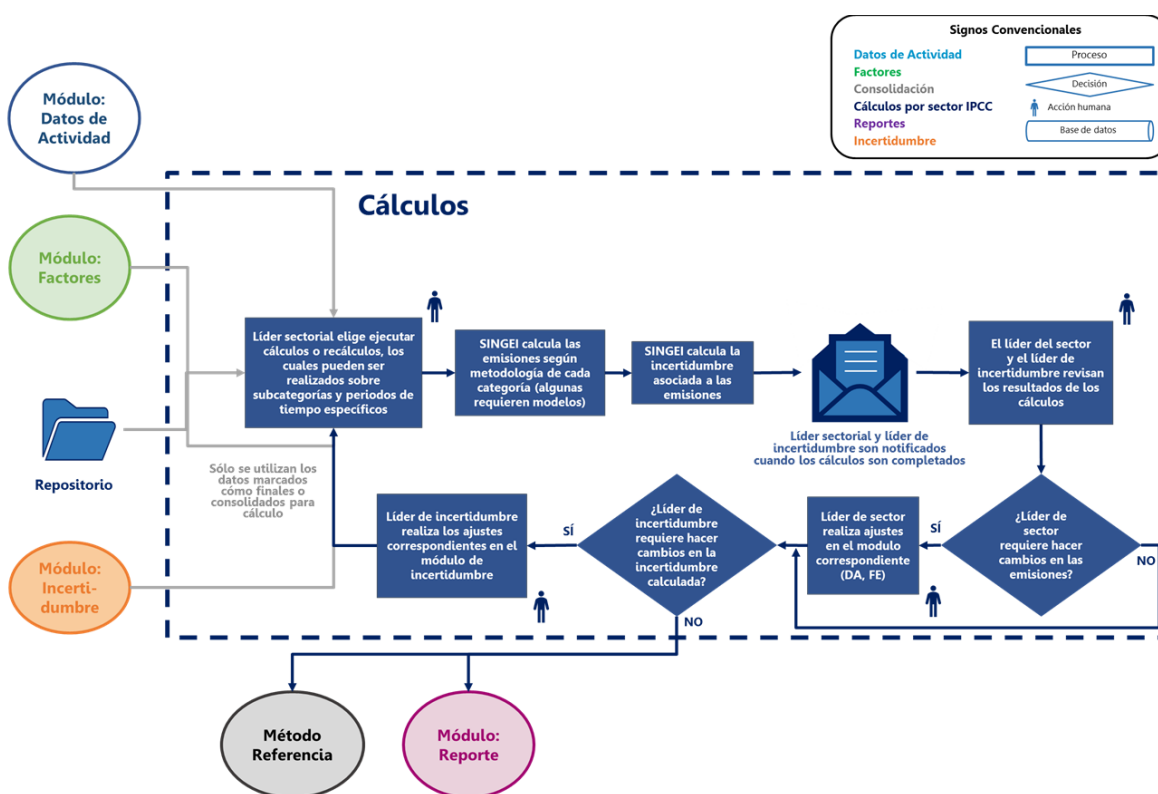 Signos Convencionales
Datos de Actividad
Factores
Consolidación
Cálculos por sector IPCC
Reportes
Incertidumbre
Proceso
Decisión
Acción humana
Base de datos
Módulo:
Datos de
Actividad
Módulo:
Factores
Repositorio
Módulo:
Incerti-
dumbre
Cálculos
Líder sectorial elige ejecutar
cálculos o recálculos, los
cuales pueden ser
realizados sobre
subcategorías y periodos de
tiempo específicos
SINGEI calcula las
emisiones según
metodología de cada
categoría (algunas
requieren modelos)
SINGEI calcula la
incertidumbre
asociada a las
emisiones
Líder sectorial y líder de
incertidumbre son notificados
cuando los cálculos son completados
El líder del sector
y el líder de
incertidumbre revisan
los resultados de los
cálculos
Sólo se utilizan los
datos marcados
cómo finales o
consolidados para
cálculo
¿Líder de
sector
requiere hacer
cambios en las
emisiones?
SÍ
NO
Líder de sector
realiza ajustes
en el modulo
correspondiente
(DA, FE)
¿Líder de
incertidumbre
requiere hacer
cambios en la
incertidumbre
calculada?
SÍ
NO
Líder de incertidumbre
realiza los ajustes
correspondientes en el
módulo de
incertidumbre
Método
Referencia
Módulo:
Reporte